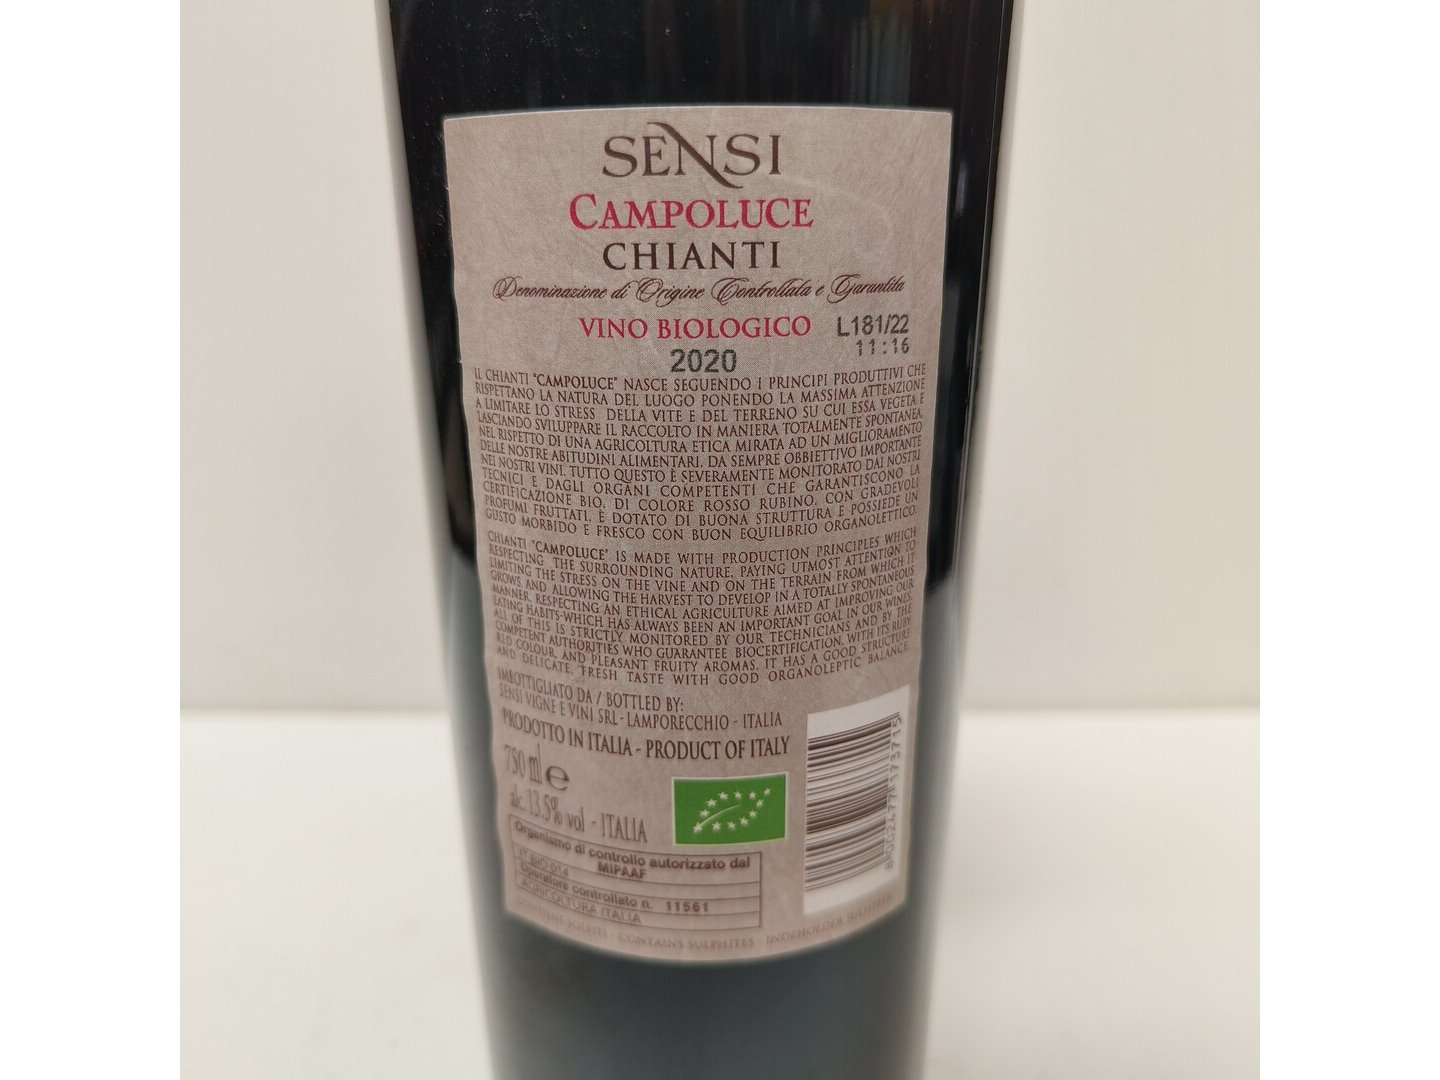 SENSI
CAMPOLUCE
CHIANTI
Denominazione di Origine Controllata e Garantita
VINO BIOLOGICO
L181/22
11:16
2020
IL CHIANTI "CAMPOLUCE" NASCE SEGUENDO I PRINCIPI PRODUTTIVI CHE
RISPETTANO LA NATURA DEL LUOGO PONENDO LA MASSIMA ATTENZIONE
A LIMITARE LO STRESS DELLA VITE E DEL TERRENO SU CUI ESSA VEGETA E
LASCIANDO SVILUPPARE IL RACCOLTO IN MANIERA TOTALMENTE SPONTANEA,
NEL RISPETTO DI UNA AGRICOLTURA ETICA MIRATA AD UN MIGLIORAMENTO
DELLE NOSTRE ABITUDINI ALIMENTARI, DA SEMPRE OBBIETTIVO IMPORTANTE
NEI NOSTRI VINI. TUTTO QUESTO È SEVERAMENTE MONITORATO DAI NOSTRI
TECNICI E DAGLI ORGANI COMPETENTI CHE GARANTISCONO LA
CERTIFICAZIONE BIO. DI COLORE ROSSO RUBINO, CON GRADEVOLI
PROFUMI FRUTTATI, È DOTATO DI BUONA STRUTTURA E POSSIEDE UN
GUSTO MORBIDO E FRESCO CON BUON EQUILIBRIO ORGANOLETTICO.
CHIANTI "CAMPOLUCE" IS MADE WITH PRODUCTION PRINCIPLES WHICH
RESPECTING THE SURROUNDING NATURE, PAYING UTMOST ATTENTION TO
LIMITING THE STRESS ON THE VINE AND ON THE TERRAIN FROM WHICH IT
GROWS AND ALLOWING THE HARVEST TO DEVELOP IN A TOTALLY SPONTANEOUS
MANNER, RESPECTING AN ETHICAL AGRICULTURE AIMED AT IMPROVING OUR
EATING HABITS-WHICH HAS ALWAYS BEEN AN IMPORTANT GOAL IN OUR WINES.
ALL OF THIS IS STRICTLY MONITORED BY OUR TECHNICIANS AND BY THE
COMPETENT AUTHORITIES WHO GUARANTEE BIOCERTIFICATION. WITH ITS RUBY
RED COLOUR, AND PLEASANT FRUITY AROMAS, IT HAS A GOOD STRUCTURE
AND DELICATE, FRESH TASTE WITH GOOD ORGANOLEPTIC BALANCE.
IMBOTTIGLIATO DA / BOTTLED BY:
SENSI VIGNE E VINI SRL - LAMPORECCHIO - ITALIA
PRODOTTO IN ITALIA - PRODUCT OF ITALY
750 ml e
alc. 13.5% vol - ITALIA
Organismo di controllo autorizzato dal
MIPAAF
IT BIO 014
Operatore controllato n. 11561
AGRICOLTURA ITALIA
CONTIENE SOLFITI - CONTAINS SULPHITES - INDEHOLDER SULFITTER
8 002477 173715